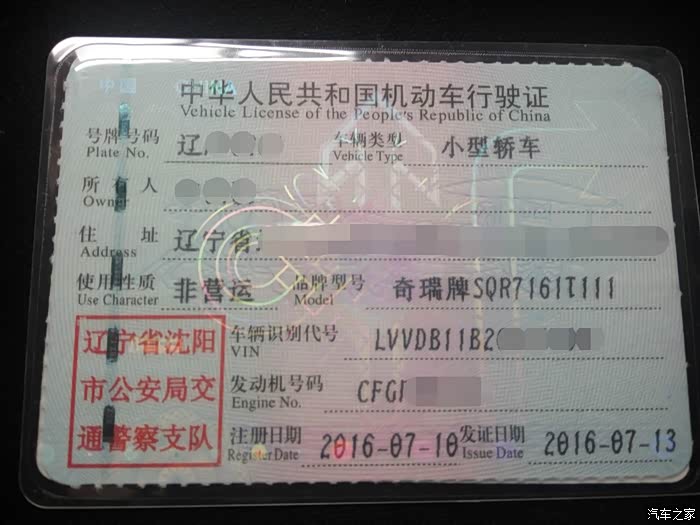 中国 CHINA
中华人民共和国机动车行驶证
Vehicle License of the People's Republic of China
号牌号码 辽 车辆类型 小型轿车
Plate No. Vehicle Type
所有人
Owner
住址 辽宁省
Address
使用性质 非营运 品牌型号 奇瑞牌SQR7161T111
Use Character Model
辽宁省沈阳 车辆识别代号 LVVDB11B2
VIN
市公安局交 发动机号码 CFG
Engine No.
通警察支队 注册日期 2016-07-10 发证日期 2016-07-13
Register Date Issue Date
汽车之家